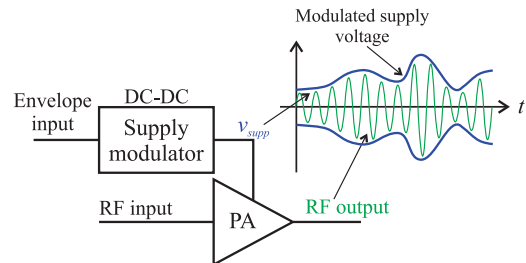 Modulated supply
voltage
DC-DC
Envelope
input
Supply
modulator
v_supp
t
RF input
PA
RF output